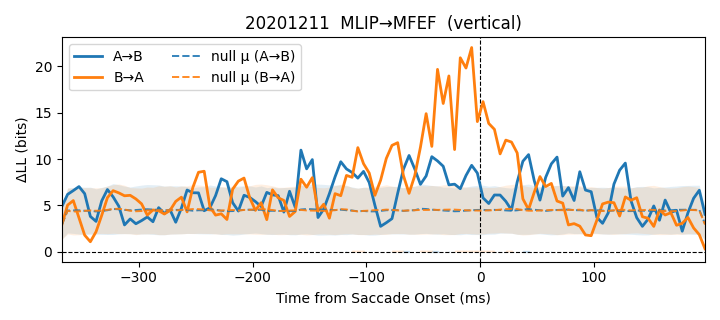 20201211  MLIP→MFEF  (vertical)
A→B
B→A
null μ (A→B)
null μ (B→A)
ΔLL (bits)
20
15
10
5
0
−300
−200
−100
0
100
Time from Saccade Onset (ms)